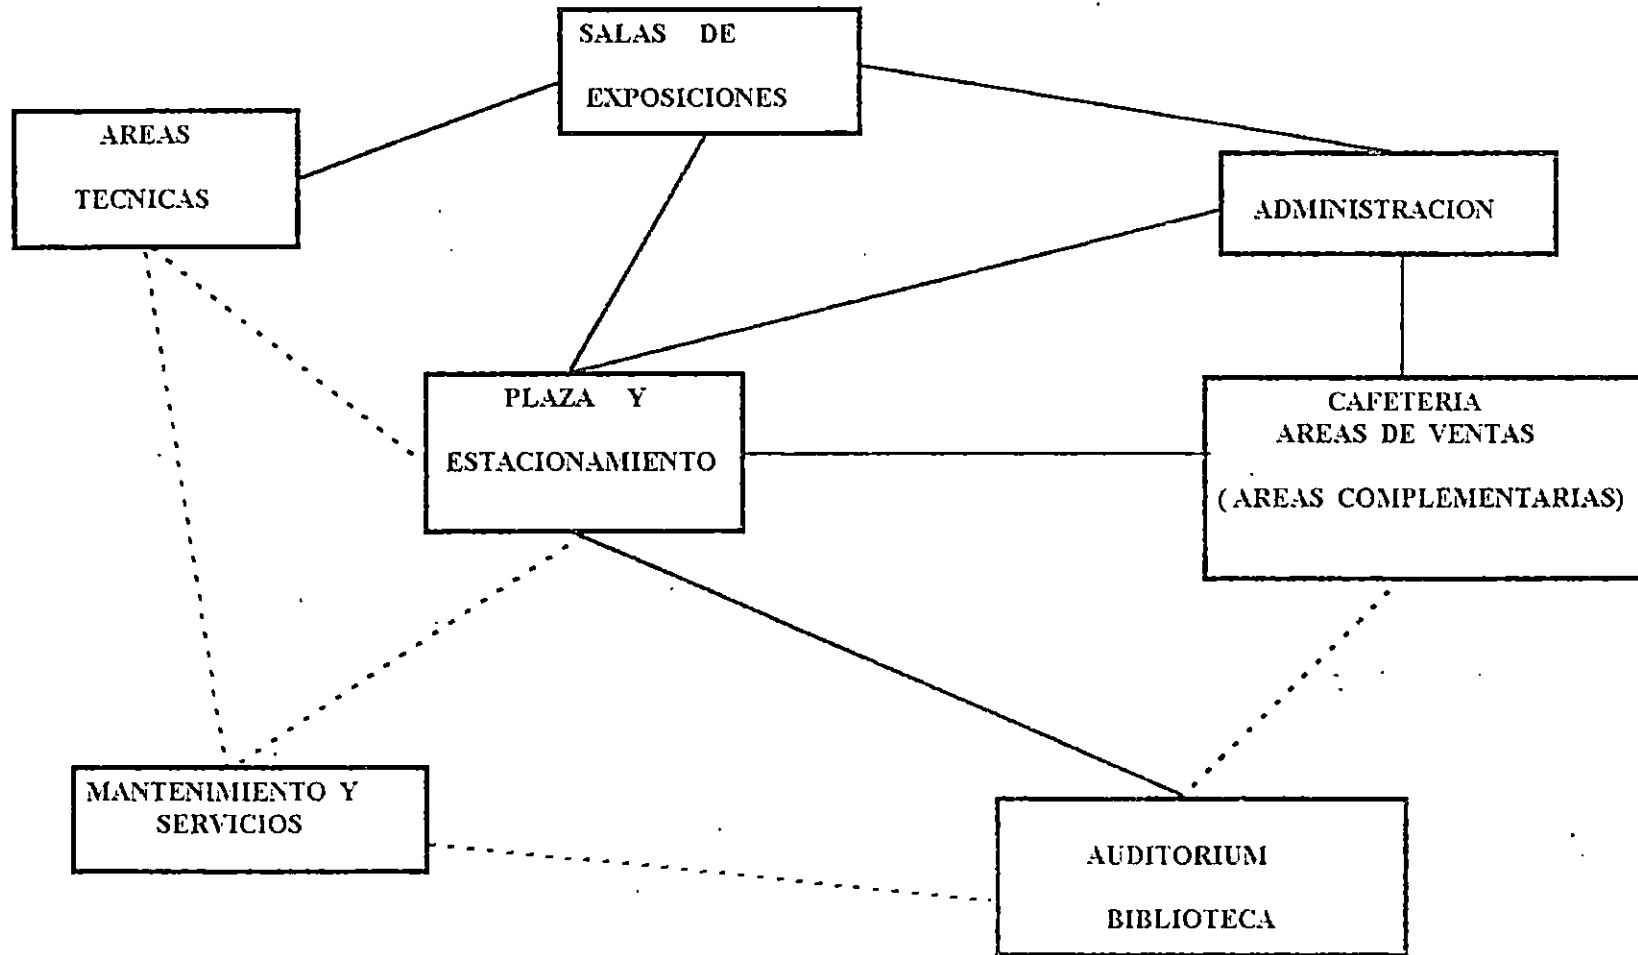 SALAS DE
EXPOSICIONES
AREAS
TECNICAS
ADMINISTRACION
PLAZA Y
ESTACIONAMIENTO
CAFETERIA
AREAS DE VENTAS
( AREAS COMPLEMENTARIAS)
MANTENIMIENTO Y
SERVICIOS
AUDITORIUM
BIBLIOTECA